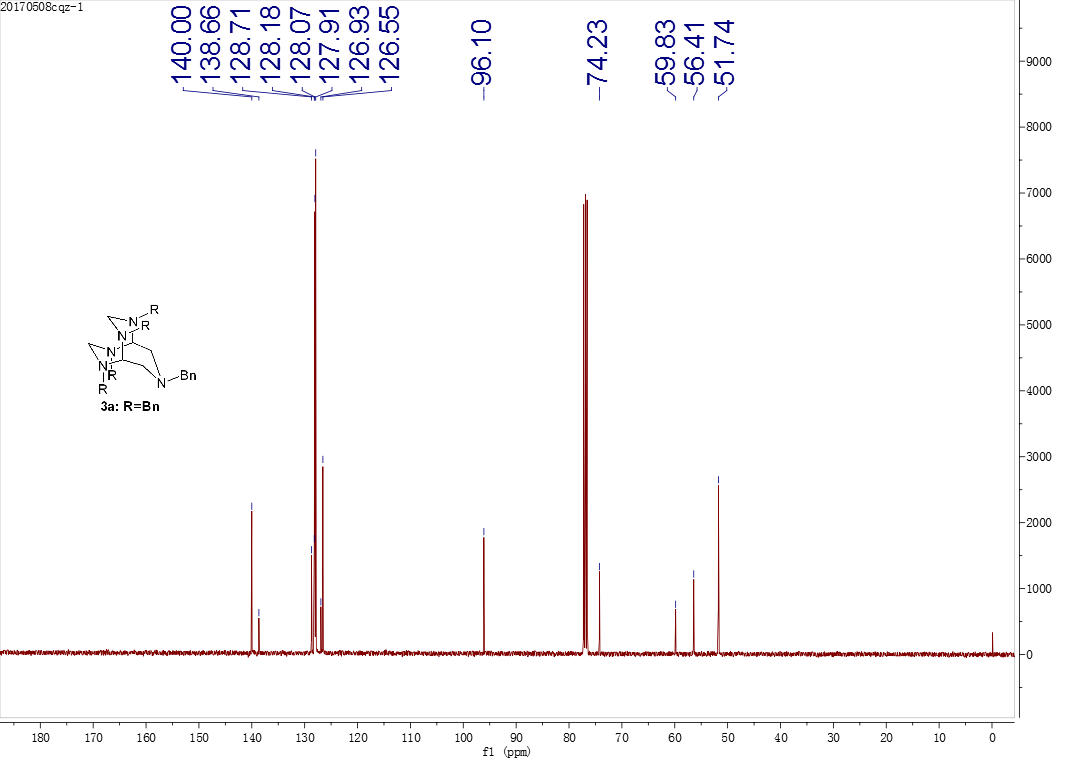 20170508cqz-1
140.00
138.66
128.71
128.18
128.07
127.91
126.93
126.55
96.10
74.23
59.83
56.41
51.74
9000
8000
7000
6000
5000
4000
3000
2000
1000
0
R
N
R
N
N
N
R
R
N
Bn
3a: R=Bn
180 170 160 150 140 130 120 110 100 90 80 70 60 50 40 30 20 10 0
f1 (ppm)